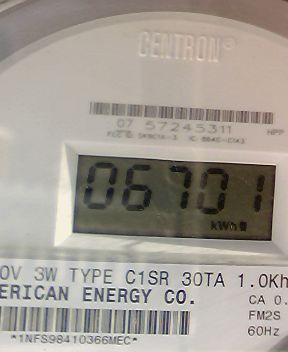 CENTRON®
07 57245311
HPP
06701
kWh
0V 3W TYPE C1SR 30TA 1.0Kh
ERICAN ENERGY CO.
CA 0.
FM2S
60Hz
*1NFS98410366MEC*